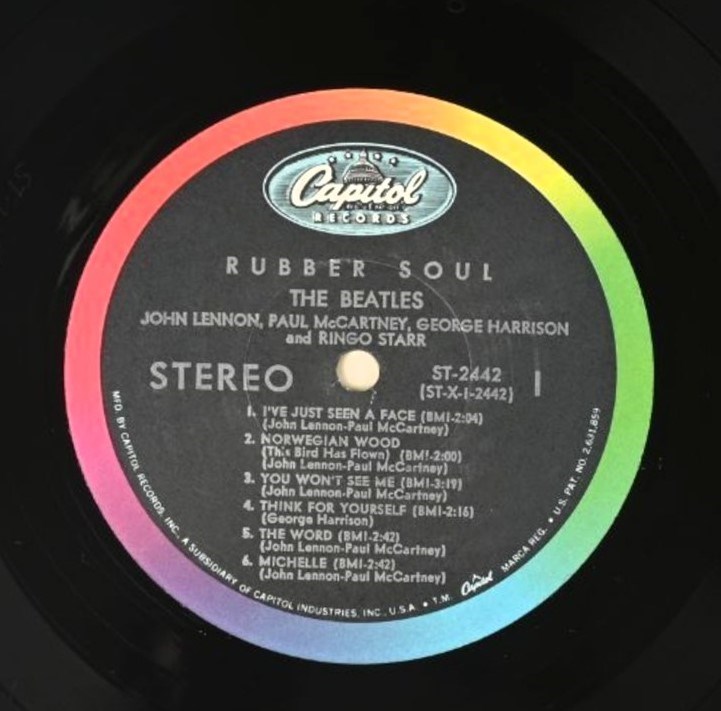 Capitol
RECORDS
RUBBER SOUL
THE BEATLES
JOHN LENNON, PAUL McCARTNEY, GEORGE HARRISON
and RINGO STARR
STEREO
ST-2442
(ST-X-1-2442)
1
1. I'VE JUST SEEN A FACE (BMI-2:04)
(John Lennon-Paul McCartney)
2. NORWEGIAN WOOD
(This Bird Has Flown) (BMI-2:00)
(John Lennon-Paul McCartney)
3. YOU WON'T SEE ME (BMI-3:19)
(John Lennon-Paul McCartney)
4. THINK FOR YOURSELF (BMI-2:16)
(George Harrison)
5. THE WORD (BMI-2:42)
(John Lennon-Paul McCartney)
6. MICHELLE (BMI-2:42)
(John Lennon-Paul McCartney)
MFD. BY CAPITOL RECORDS, INC., A SUBSIDIARY OF CAPITOL INDUSTRIES, INC., U.S.A. • T.M. Capitol MARCA REG. • U.S. PAT. NO. 2,631,859